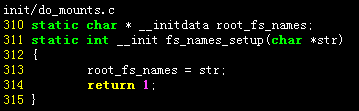 init/do_mounts.c
310 static char * __initdata root_fs_names;
311 static int __init fs_names_setup(char *str)
312 {
313         root_fs_names = str;
314         return 1;
315 }